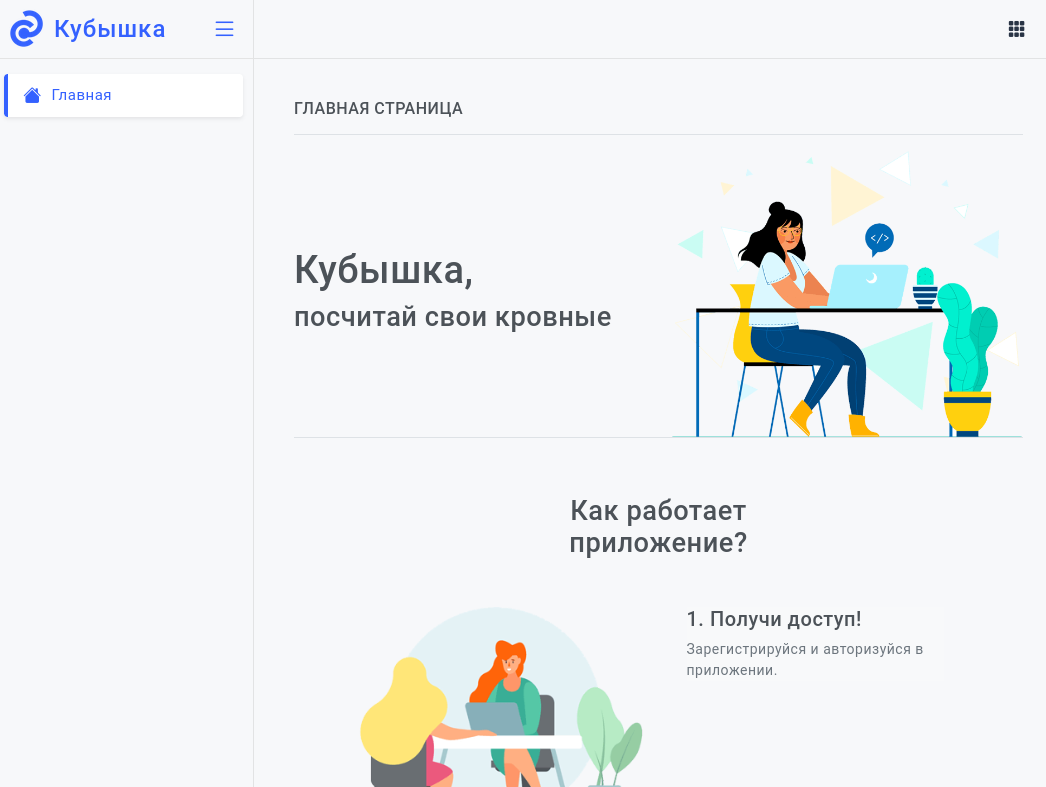 Кубышка
Главная
ГЛАВНАЯ СТРАНИЦА
Кубышка,
посчитай свои кровные
</>
Как работает
приложение?
1. Получи доступ!
Зарегистрируйся и авторизуйся в
приложении.